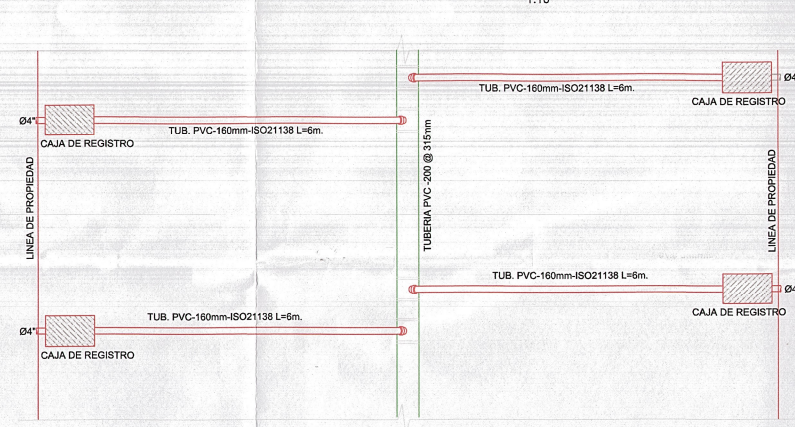 TUB. PVC-160mm-ISO21138 L=6m.
Ø4
CAJA DE REGISTRO
Ø4"
TUB. PVC-160mm-ISO21138 L=6m.
CAJA DE REGISTRO
LINEA DE PROPIEDAD
TUBERIA PVC -200 @ 315mm
LINEA DE PROPIEDAD
TUB. PVC-160mm-ISO21138 L=6m.
Ø4
CAJA DE REGISTRO
TUB. PVC-160mm-ISO21138 L=6m.
Ø4"
CAJA DE REGISTRO